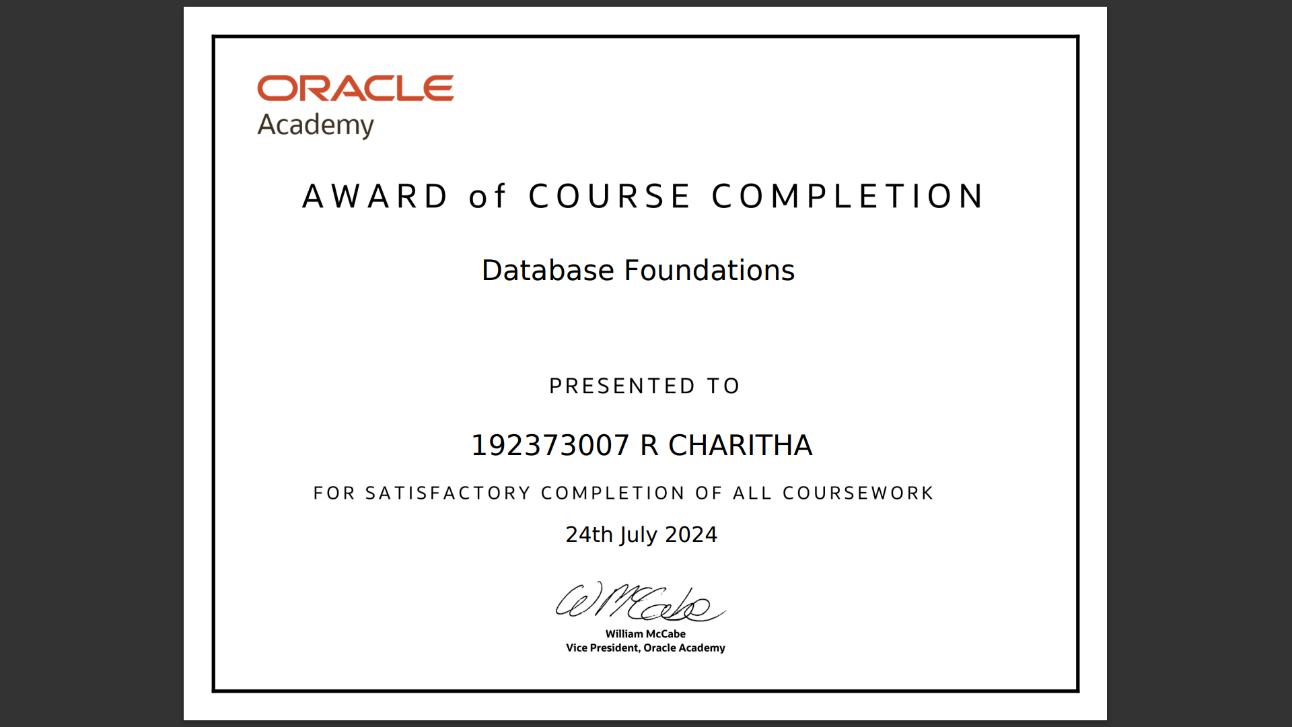 ORACLE
Academy
AWARD of COURSE COMPLETION
Database Foundations
PRESENTED TO
192373007 R CHARITHA
FOR SATISFACTORY COMPLETION OF ALL COURSEWORK
24th July 2024
W McCabe
William McCabe
Vice President, Oracle Academy